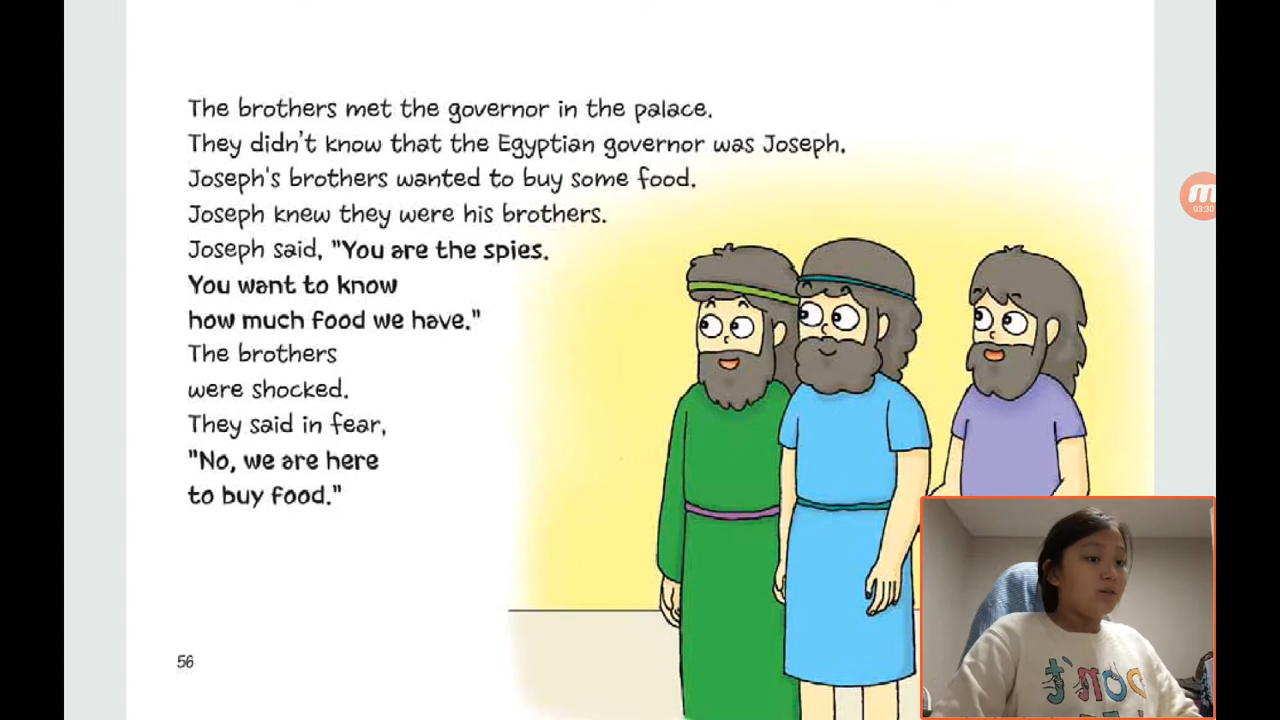 The brothers met the governor in the palace.
They didn't know that the Egyptian governor was Joseph.
Joseph's brothers wanted to buy some food.
Joseph knew they were his brothers.
Joseph said, "You are the spies.
You want to know
how much food we have."
The brothers
were shocked.
They said in fear,
"No, we are here
to buy food."
56
M
03:30
DON'T